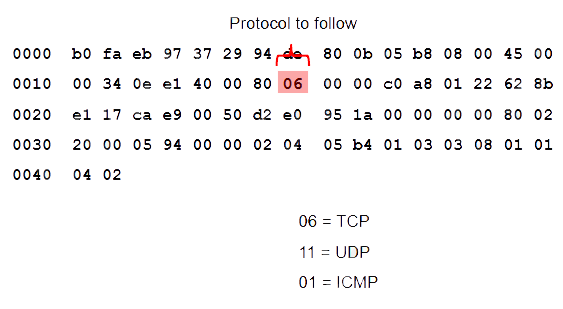 Protocol to follow
0000 b0 fa eb 97 37 29 94 de 80 0b 05 b8 08 00 45 00
0010 00 34 0e e1 40 00 80 06 00 00 c0 a8 01 22 62 8b
0020 e1 17 ca e9 00 50 d2 e0 95 1a 00 00 00 00 80 02
0030 20 00 05 94 00 00 02 04 05 b4 01 03 03 08 01 01
0040 04 02
06 = TCP
11 = UDP
01 = ICMP